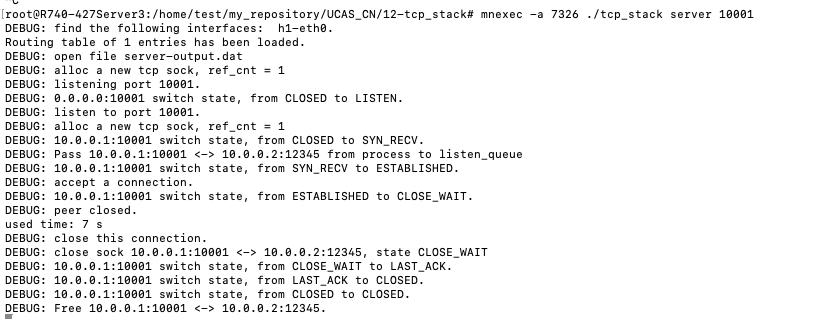 [root@R740-427Server3:/home/test/my_repository/UCAS_CN/12-tcp_stack# mnexec -a 7326 ./tcp_stack server 10001
DEBUG: find the following interfaces:  h1-eth0.
Routing table of 1 entries has been loaded.
DEBUG: open file server-output.dat
DEBUG: alloc a new tcp sock, ref_cnt = 1
DEBUG: listening port 10001.
DEBUG: 0.0.0.0:10001 switch state, from CLOSED to LISTEN.
DEBUG: listen to port 10001.
DEBUG: alloc a new tcp sock, ref_cnt = 1
DEBUG: 10.0.0.1:10001 switch state, from CLOSED to SYN_RECV.
DEBUG: Pass 10.0.0.1:10001 <-> 10.0.0.2:12345 from process to listen_queue
DEBUG: 10.0.0.1:10001 switch state, from SYN_RECV to ESTABLISHED.
DEBUG: accept a connection.
DEBUG: 10.0.0.1:10001 switch state, from ESTABLISHED to CLOSE_WAIT.
DEBUG: peer closed.
used time: 7 s
DEBUG: close this connection.
DEBUG: close sock 10.0.0.1:10001 <-> 10.0.0.2:12345, state CLOSE_WAIT
DEBUG: 10.0.0.1:10001 switch state, from CLOSE_WAIT to LAST_ACK.
DEBUG: 10.0.0.1:10001 switch state, from LAST_ACK to CLOSED.
DEBUG: 10.0.0.1:10001 switch state, from CLOSED to CLOSED.
DEBUG: Free 10.0.0.1:10001 <-> 10.0.0.2:12345.